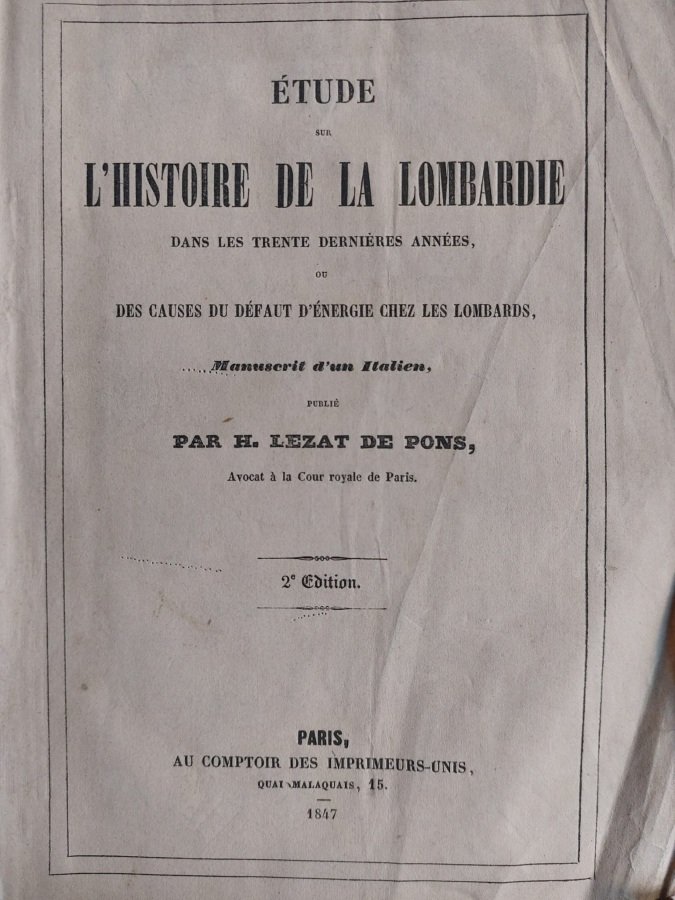 ÉTUDE
SUR
L'HISTOIRE DE LA LOMBARDIE
DANS LES TRENTE DERNIÈRES ANNÉES,
OU
DES CAUSES DU DÉFAUT D'ÉNERGIE CHEZ LES LOMBARDS,
Manuscrit d'un Italien,
PUBLIÉ
PAR H. LEZAT DE PONS,
Avocat à la Cour royale de Paris.
2e Edition.
PARIS,
AU COMPTOIR DES IMPRIMEURS-UNIS,
QUAI MALAQUAIS, 15.
1847